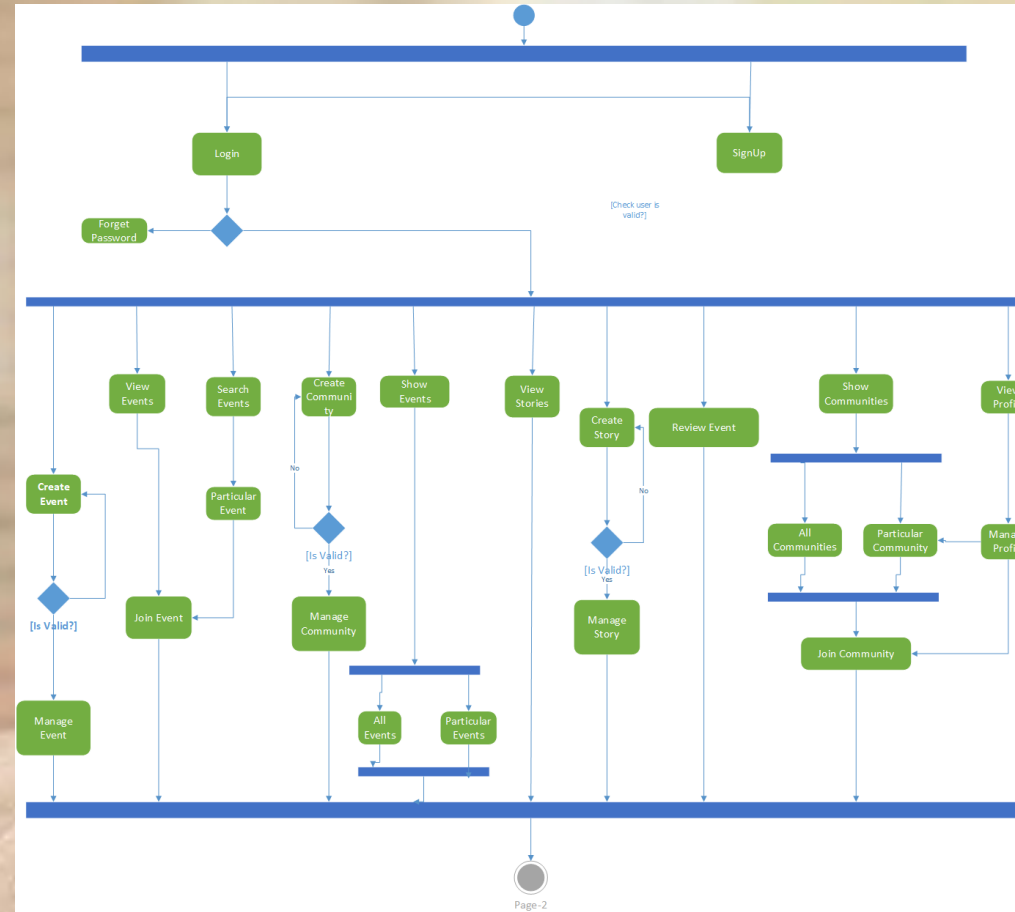 Login
SignUp
[Check user is
valid?]
Forget
Password
View
Events
Search
Events
Create
Communi
ty
Show
Events
View
Stories
Create
Story
Review Event
Show
Communities
View
Profi
No
Create
Event
Particular
Event
No
All
Communities
Particular
Community
Mana
Profi
[Is Valid?]
Yes
[Is Valid?]
Yes
[Is Valid?]
Join Event
Manage
Community
Manage
Story
Join Community
Manage
Event
All
Events
Particular
Events
Page-2